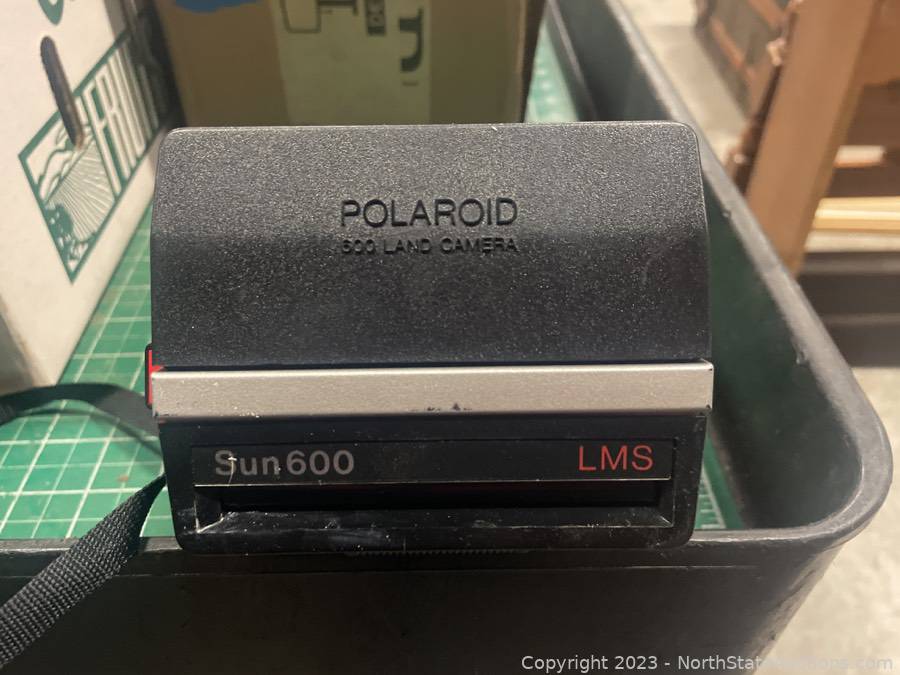 POLAROID
600 LAND CAMERA
Sun600 LMS
Copyright © 2023 - NorthStateAuctions.com